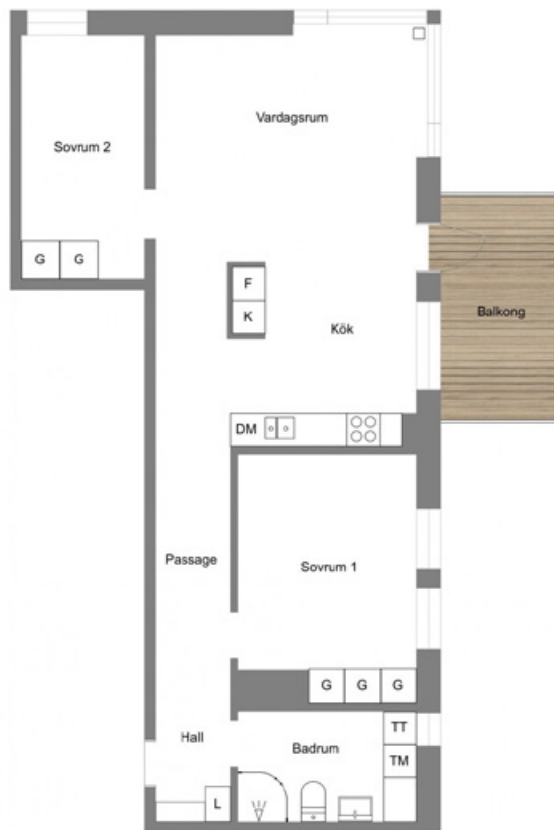 Vardagsrum
Sovrum 2
G G
F
K
Balkong
Kök
DM
Passage
Sovrum 1
G G G
TT
Hall
Badrum
TM
L